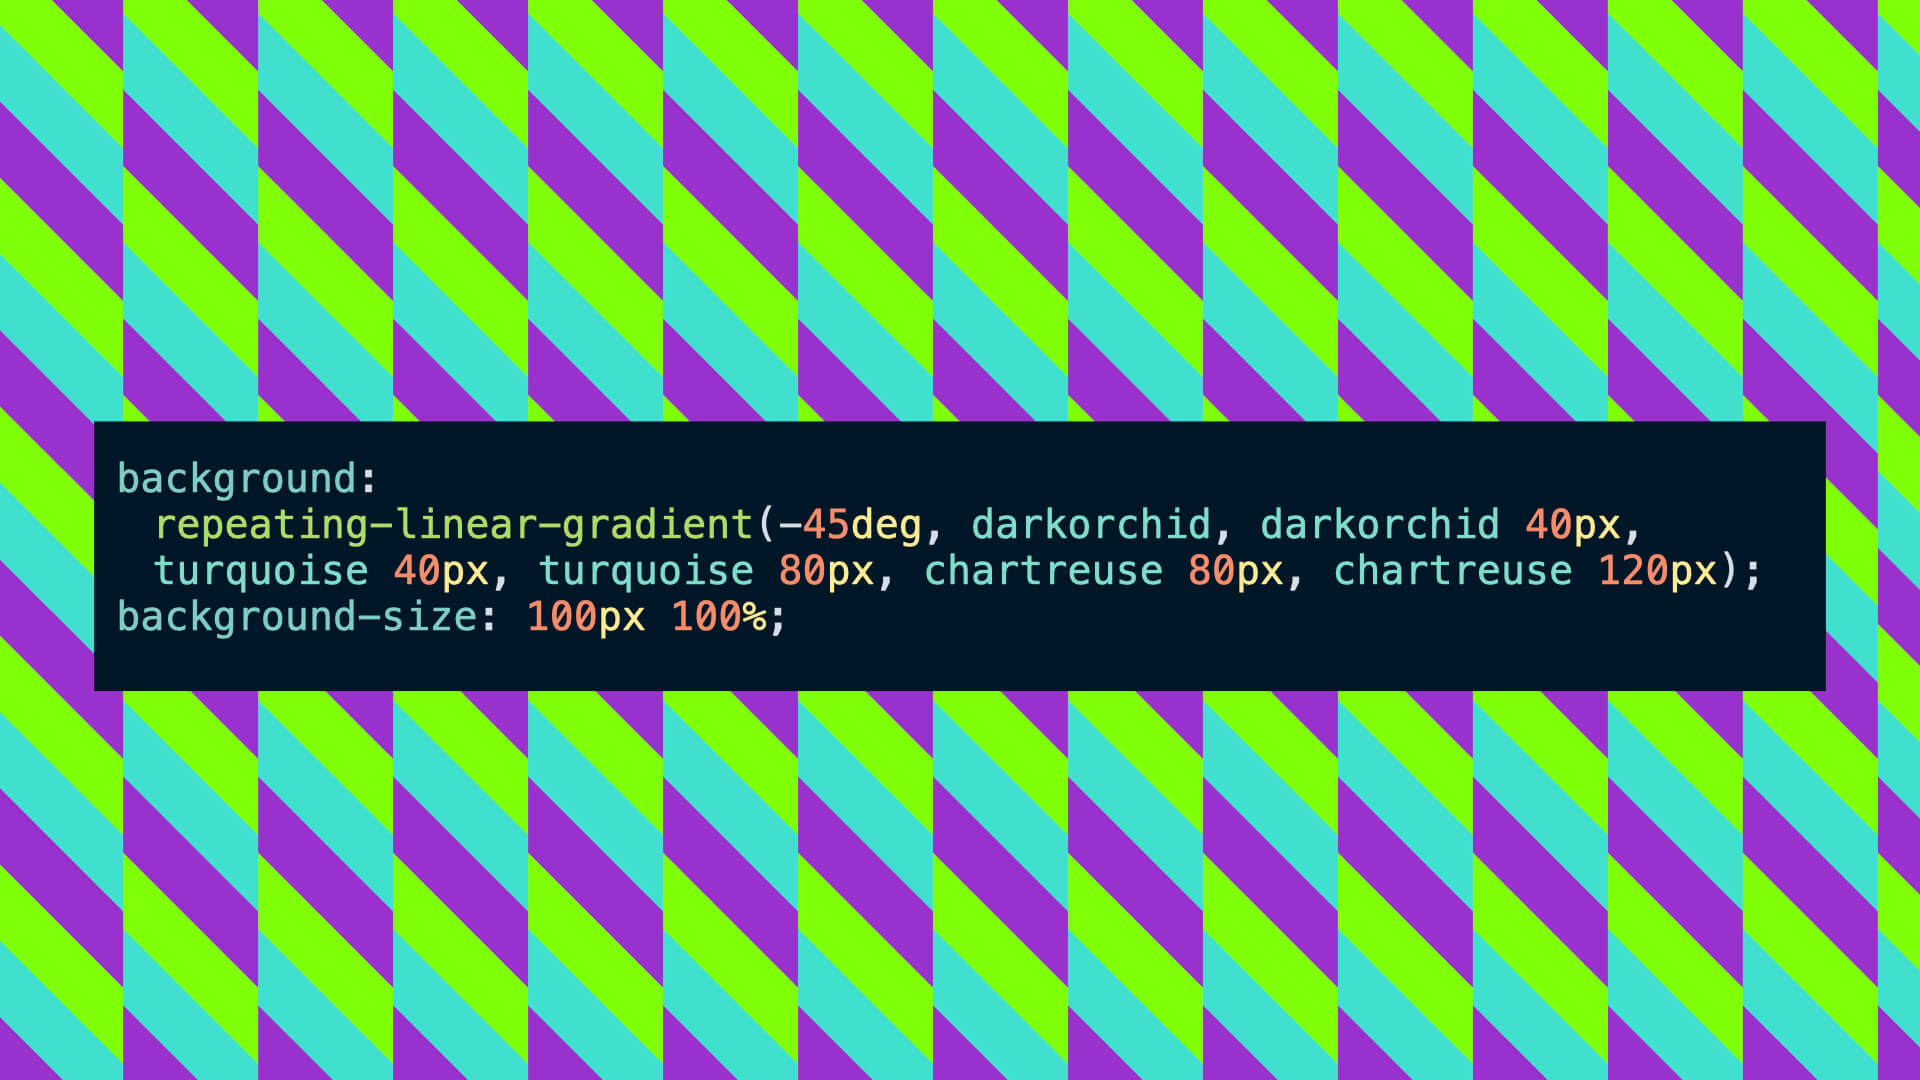 background:
repeating-linear-gradient(-45deg, darkorchid, darkorchid 40px,
turquoise 40px, turquoise 80px, chartreuse 80px, chartreuse 120px);
background-size: 100px 100%;